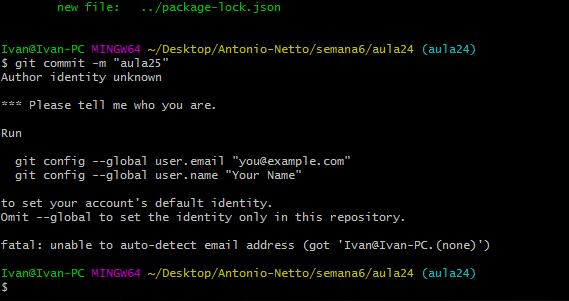 new file:   ../package-lock.json
Ivan@Ivan-PC MINGW64 ~/Desktop/Antonio-Netto/semana6/aula24 (aula24)
$ git commit -m "aula25"
Author identity unknown
*** Please tell me who you are.
Run
  git config --global user.email "you@example.com"
  git config --global user.name "Your Name"
to set your account's default identity.
Omit --global to set the identity only in this repository.
fatal: unable to auto-detect email address (got 'Ivan@Ivan-PC.(none)')
Ivan@Ivan-PC MINGW64 ~/Desktop/Antonio-Netto/semana6/aula24 (aula24)
$